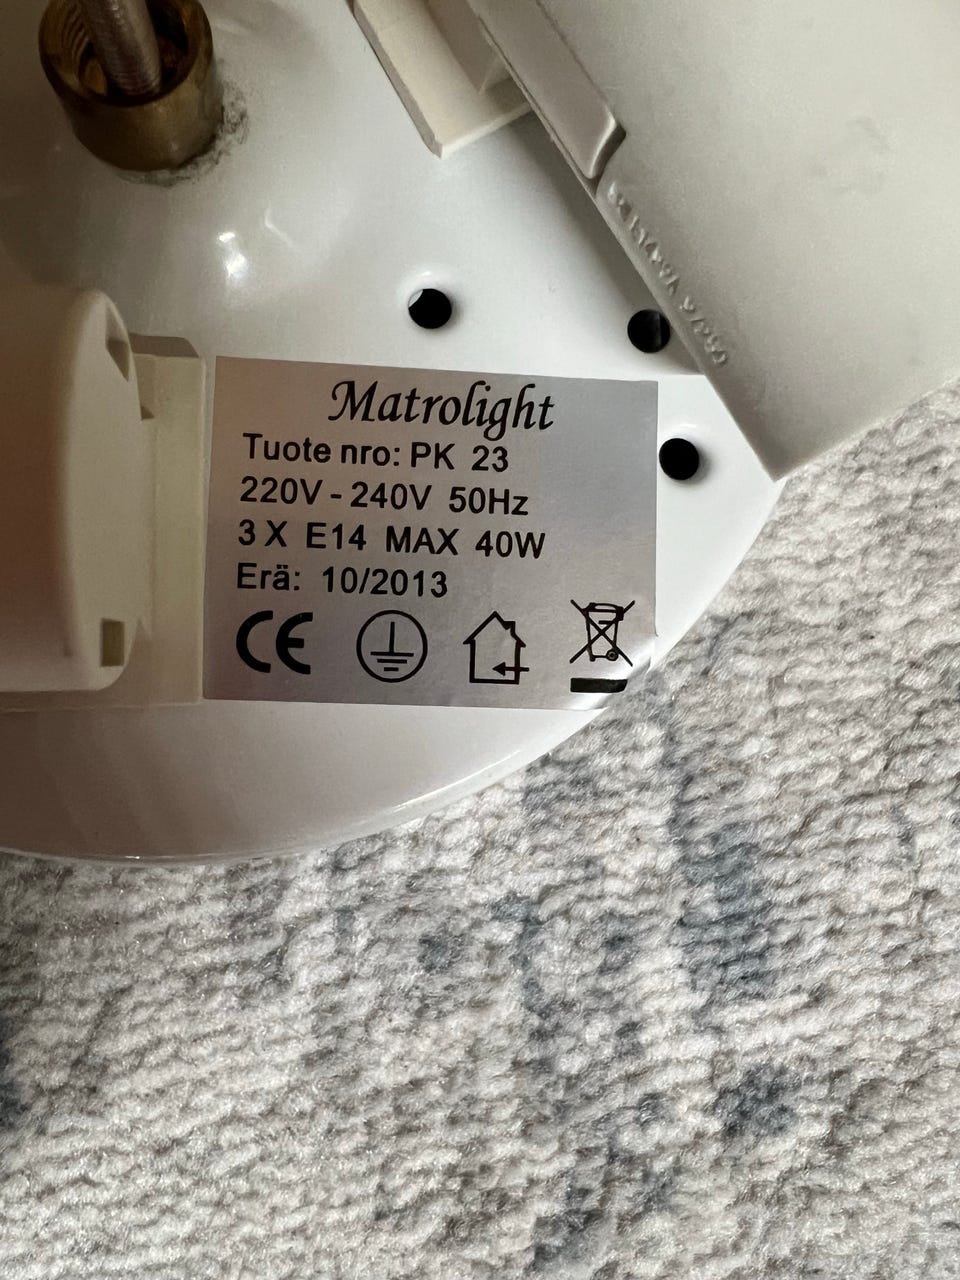 Matrolight
Tuote nro: PK 23
220V - 240V 50Hz
3 X E14 MAX 40W
Erä: 10/2013
CE